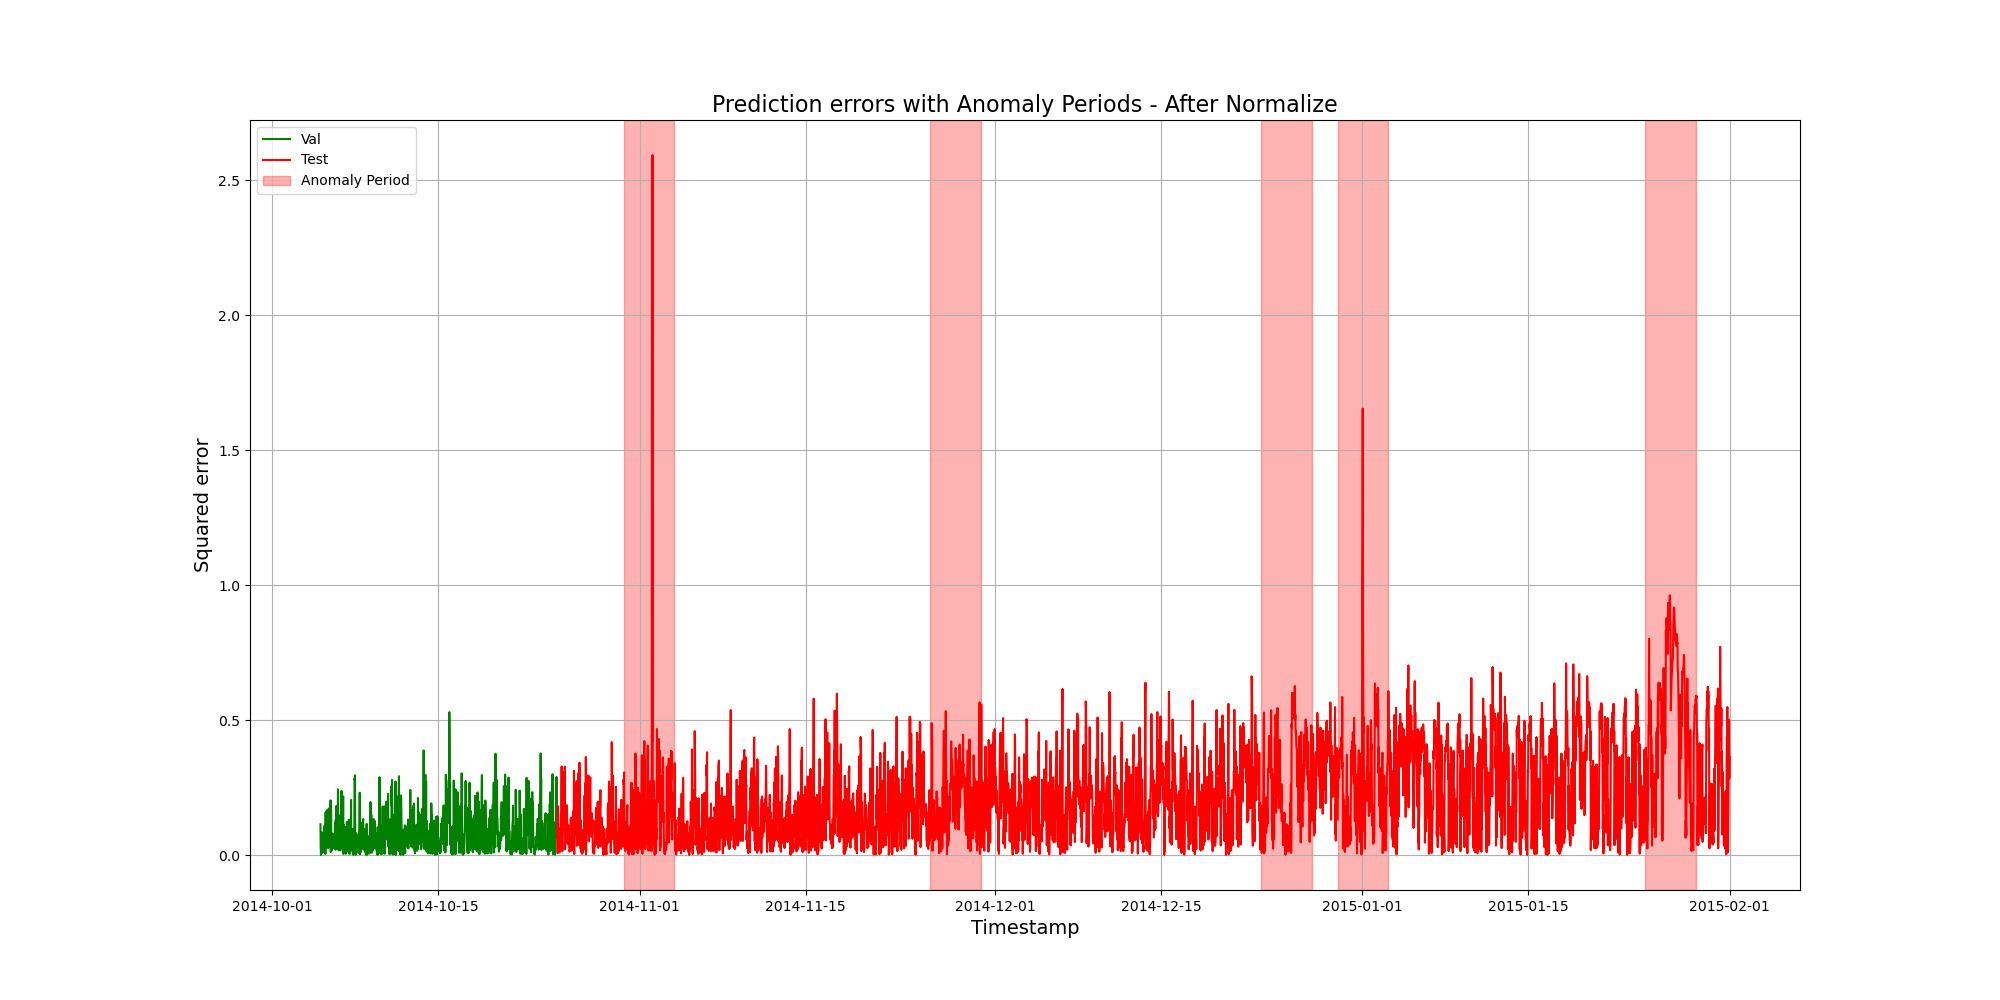 Prediction errors with Anomaly Periods - After Normalize
Val
Test
Anomaly Period
2.5
2.0
1.5
1.0
0.5
0.0
Squared error
2014-10-01 2014-10-15 2014-11-01 2014-11-15 2014-12-01 2014-12-15 2015-01-01 2015-01-15 2015-02-01
Timestamp